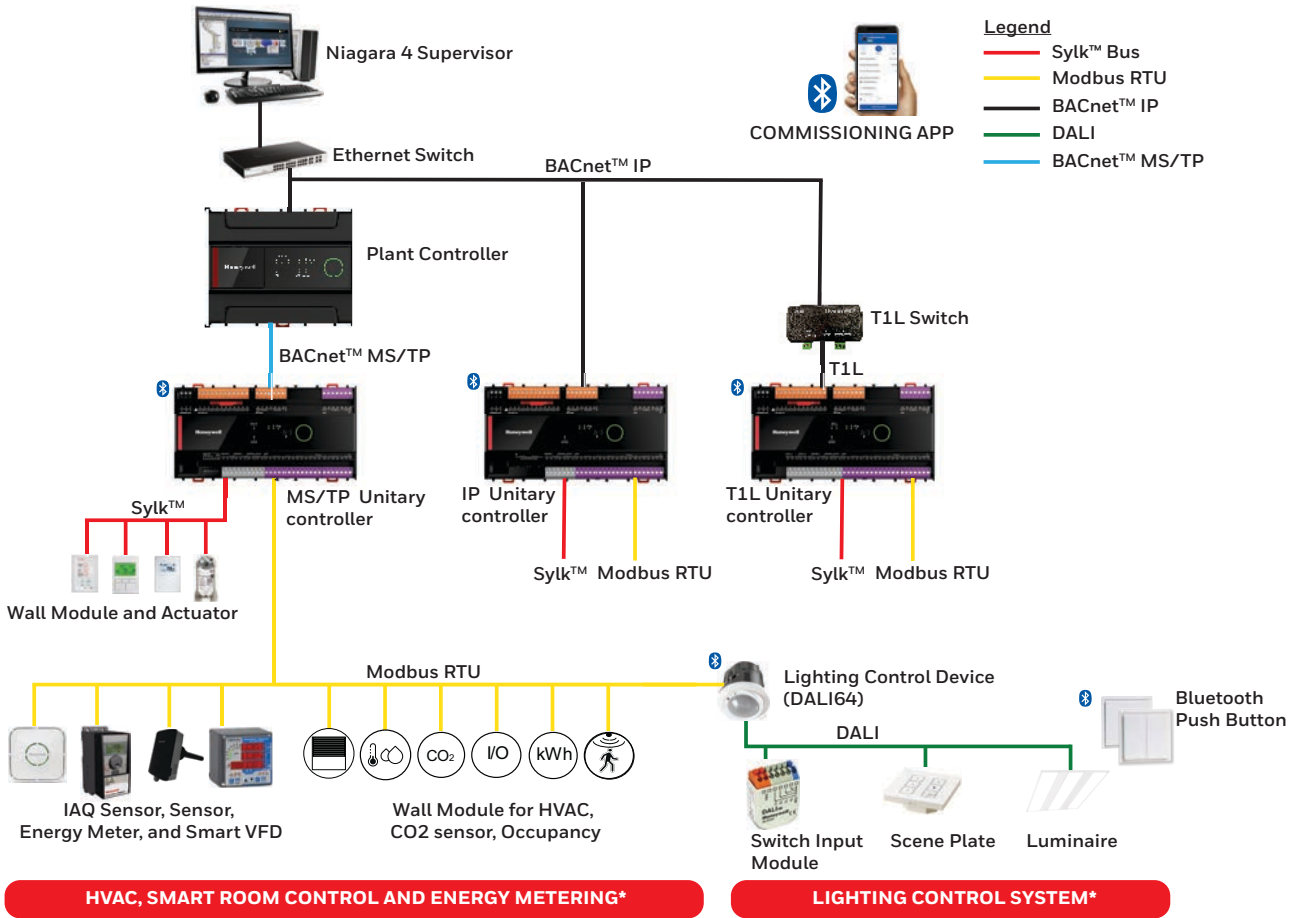 Niagara 4 Supervisor
Legend
Sylk™ Bus
Modbus RTU
BACnet™ IP
DALI
BACnet™ MS/TP
COMMISSIONING APP
Ethernet Switch
BACnet™ IP
Plant Controller
Honeywell
T1L Switch
BACnet™ MS/TP
T1L
Honeywell
Honeywell
Honeywell
MS/TP Unitary
controller
IP Unitary
controller
T1L Unitary
controller
Sylk™
Sylk™ Modbus RTU
Sylk™ Modbus RTU
Wall Module and Actuator
Modbus RTU
Lighting Control Device
(DALI64)
Bluetooth
Push Button
DALI
CO2
I/O
kWh
IAQ Sensor, Sensor,
Energy Meter, and Smart VFD
Wall Module for HVAC,
CO2 sensor, Occupancy
Switch Input
Module
Scene Plate
Luminaire
HVAC, SMART ROOM CONTROL AND ENERGY METERING*
LIGHTING CONTROL SYSTEM*